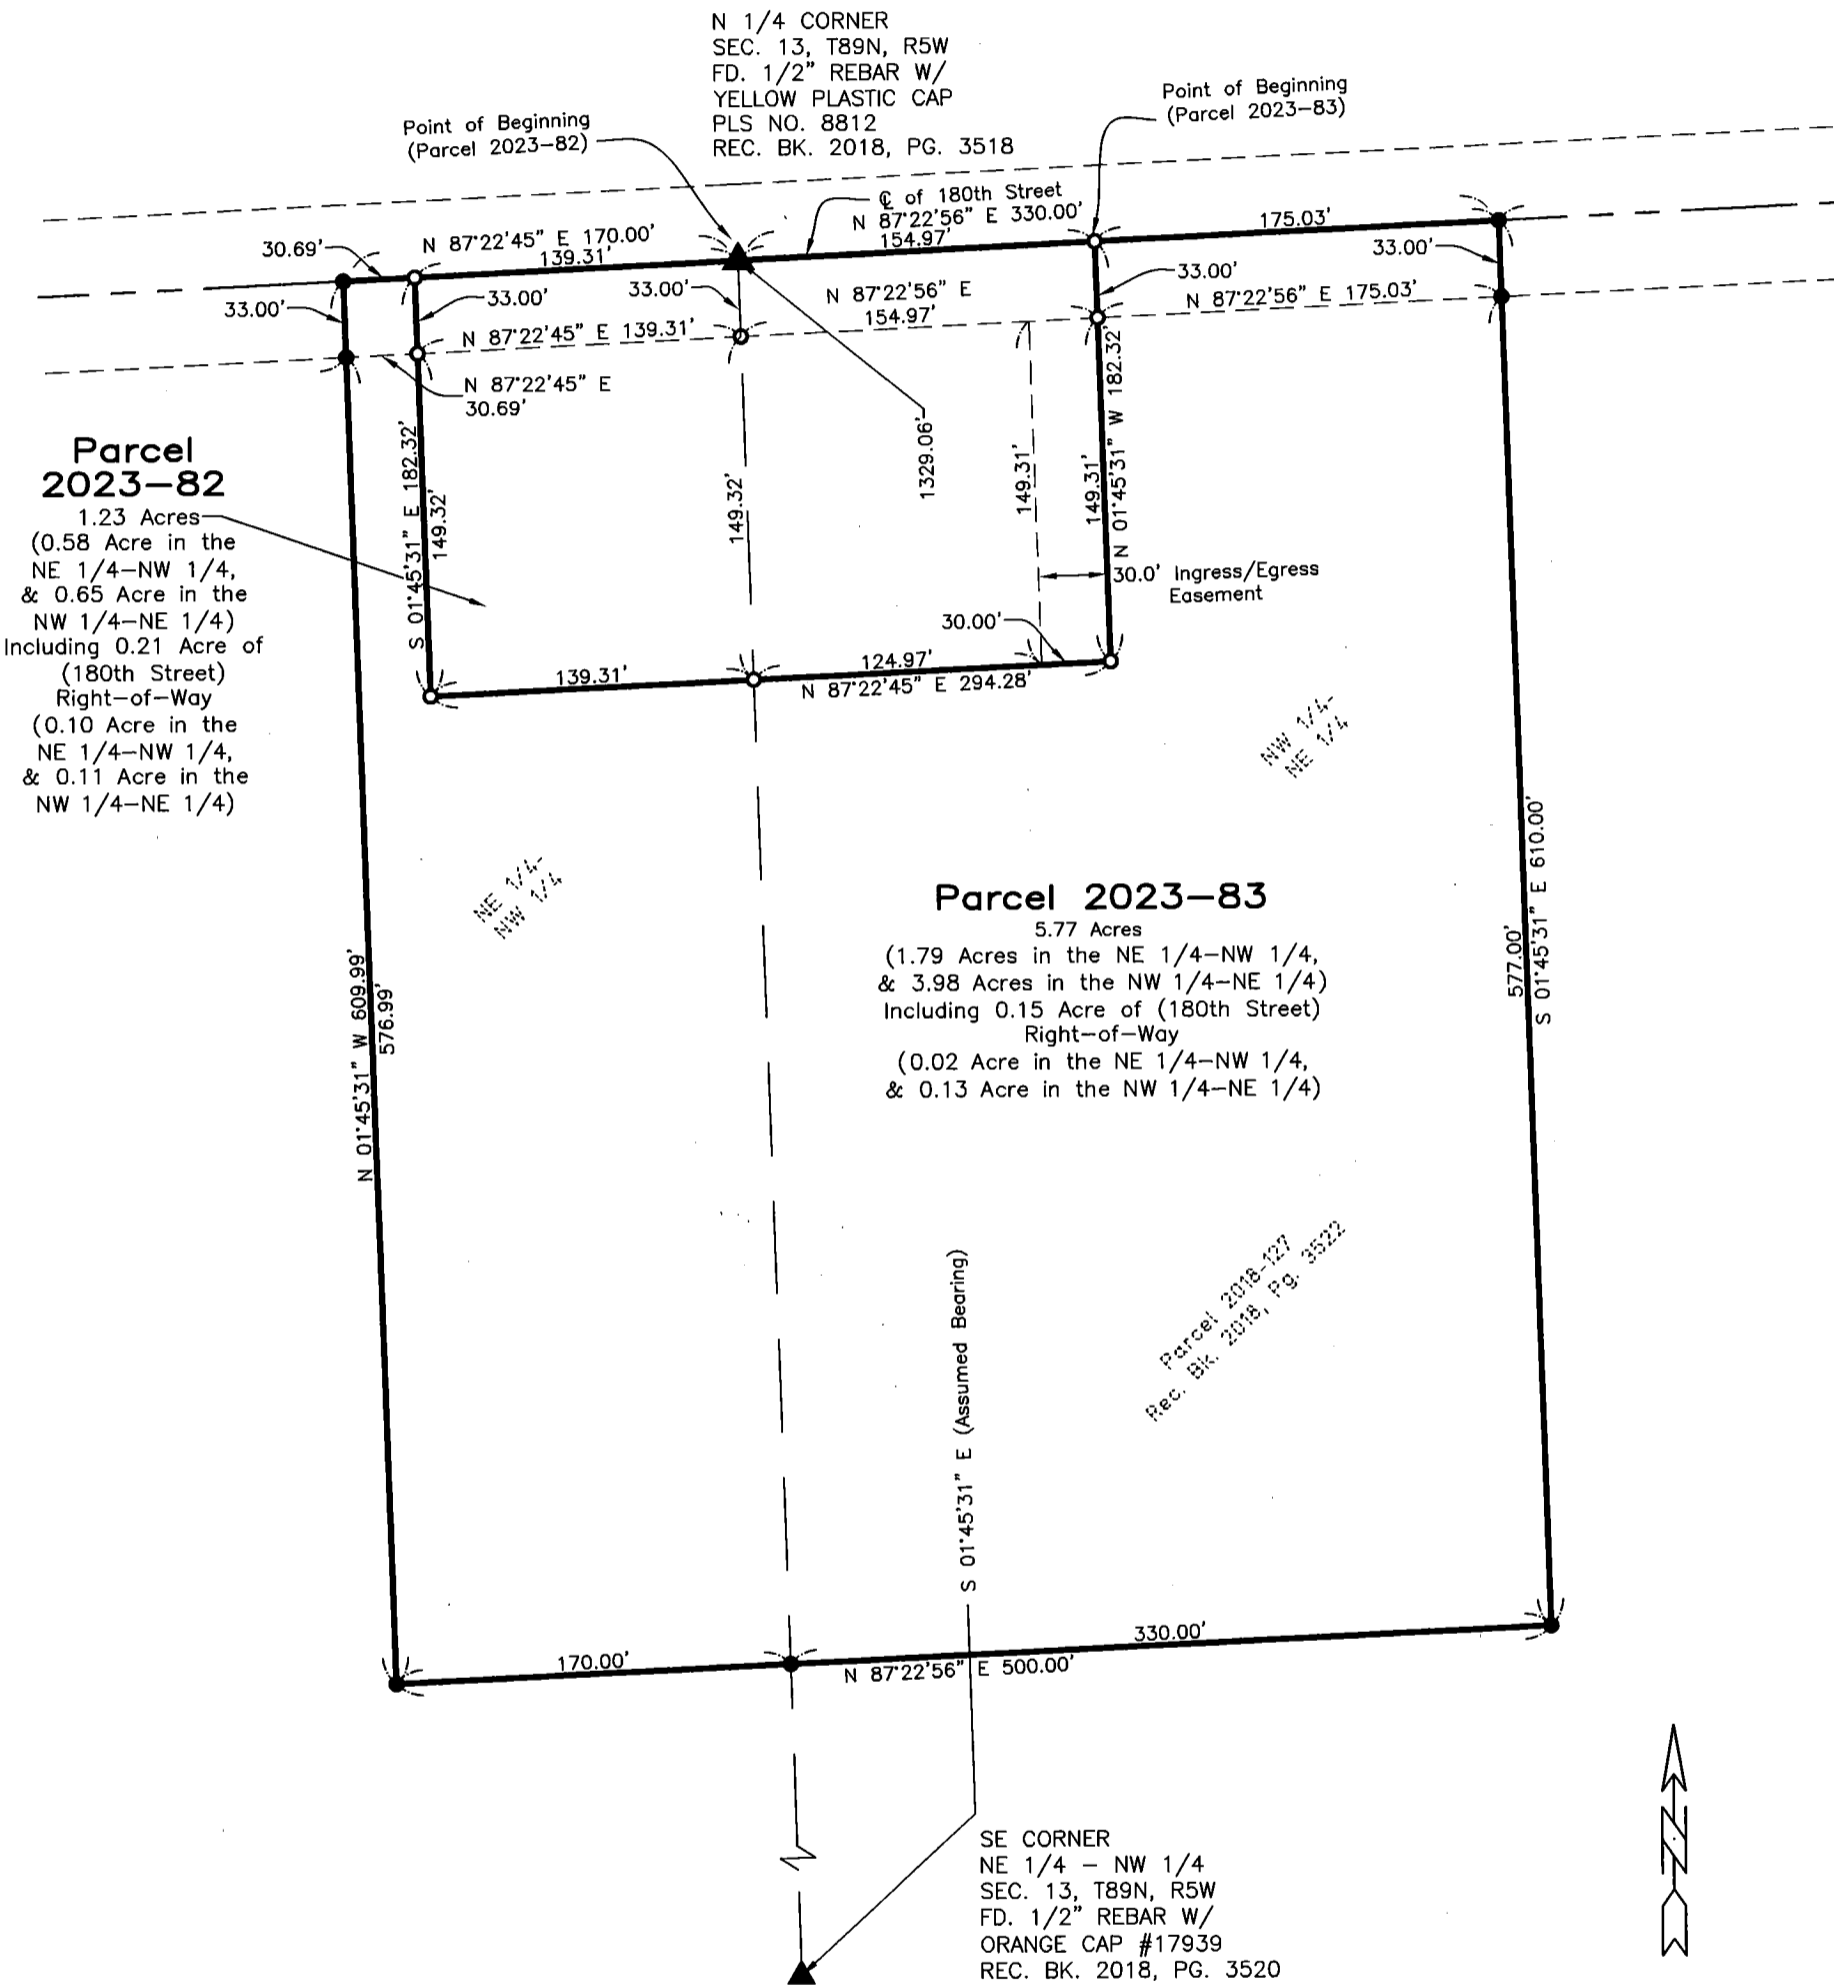 N 1/4 CORNER
SEC. 13, T89N, R5W
FD. 1/2" REBAR W/
YELLOW PLASTIC CAP
PLS NO. 8812
REC. BK. 2018, PG. 3518
Point of Beginning
(Parcel 2023-82)
Point of Beginning
(Parcel 2023-83)
℄ of 180th Street
N 87°22'56" E 330.00'
154.97'
175.03'
30.69'
N 87°22'45" E 170.00'
139.31'
33.00'
33.00'
33.00'
33.00'
33.00'
N 87°22'56" E
154.97'
N 87°22'56" E 175.03'
N 87°22'45" E 139.31'
N 87°22'45" E
30.69'
Parcel
2023-82
1.23 Acres
(0.58 Acre in the
NE 1/4-NW 1/4,
& 0.65 Acre in the
NW 1/4-NE 1/4)
Including 0.21 Acre of
(180th Street)
Right-of-Way
(0.10 Acre in the
NE 1/4-NW 1/4,
& 0.11 Acre in the
NW 1/4-NE 1/4)
S 01°45'31" E 182.32'
149.32'
149.32'
1329.06'
149.31'
149.31'
N 01°45'31" W 182.32'
30.0' Ingress/Egress
Easement
30.00'
139.31'
124.97'
N 87°22'45" E 294.28'
NW 1/4-
NE 1/4
NE 1/4-
NW 1/4
Parcel 2023-83
5.77 Acres
(1.79 Acres in the NE 1/4-NW 1/4,
& 3.98 Acres in the NW 1/4-NE 1/4)
Including 0.15 Acre of (180th Street)
Right-of-Way
(0.02 Acre in the NE 1/4-NW 1/4,
& 0.13 Acre in the NW 1/4-NE 1/4)
N 01°45'31" W 609.99'
576.99'
577.00'
S 01°45'31" E 610.00'
Parcel 2018-127
Rec. Bk. 2018, Pg. 3522
S 01°45'31" E (Assumed Bearing)
170.00'
330.00'
N 87°22'56" E 500.00'
SE CORNER
NE 1/4 - NW 1/4
SEC. 13, T89N, R5W
FD. 1/2" REBAR W/
ORANGE CAP #17939
REC. BK. 2018, PG. 3520
N